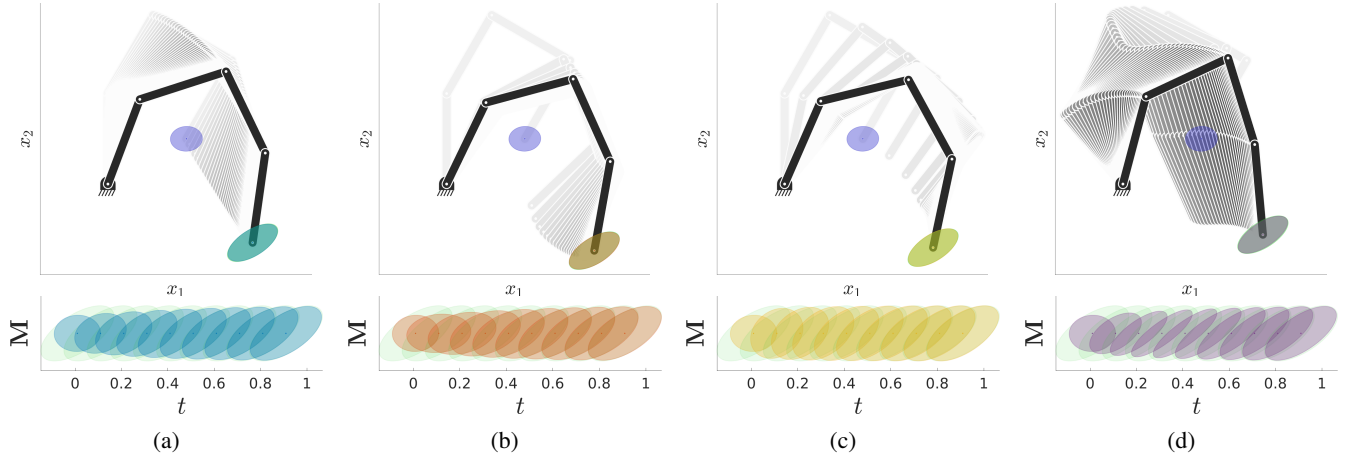 x₂ x₂ x₂ x₂
x₁ x₁ x₁ x₁
M M M M
0 0.2 0.4 0.6 0.8 1 0 0.2 0.4 0.6 0.8 1 0 0.2 0.4 0.6 0.8 1 0 0.2 0.4 0.6 0.8 1
t t t t
(a) (b) (c) (d)